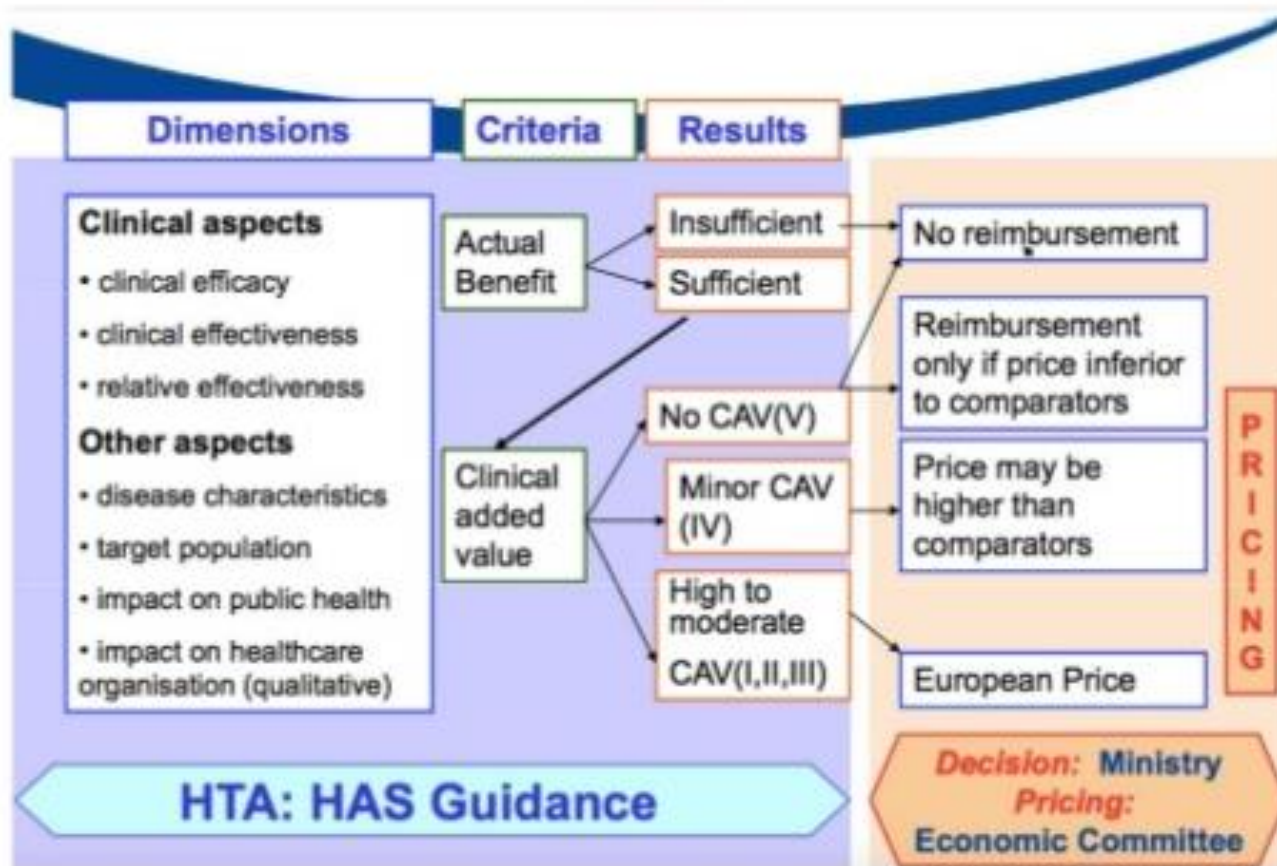 Dimensions
Criteria
Results
Clinical aspects
• clinical efficacy
• clinical effectiveness
• relative effectiveness
Other aspects
• disease characteristics
• target population
• impact on public health
• impact on healthcare
organisation (qualitative)
Actual
Benefit
Clinical
added
value
Insufficient
Sufficient
No CAV(V)
Minor CAV
(IV)
High to
moderate
CAV(I,II,III)
No reimbursement
Reimbursement
only if price inferior
to comparators
Price may be
higher than
comparators
European Price
PRICING
HTA: HAS Guidance
Decision: Ministry
Pricing:
Economic Committee